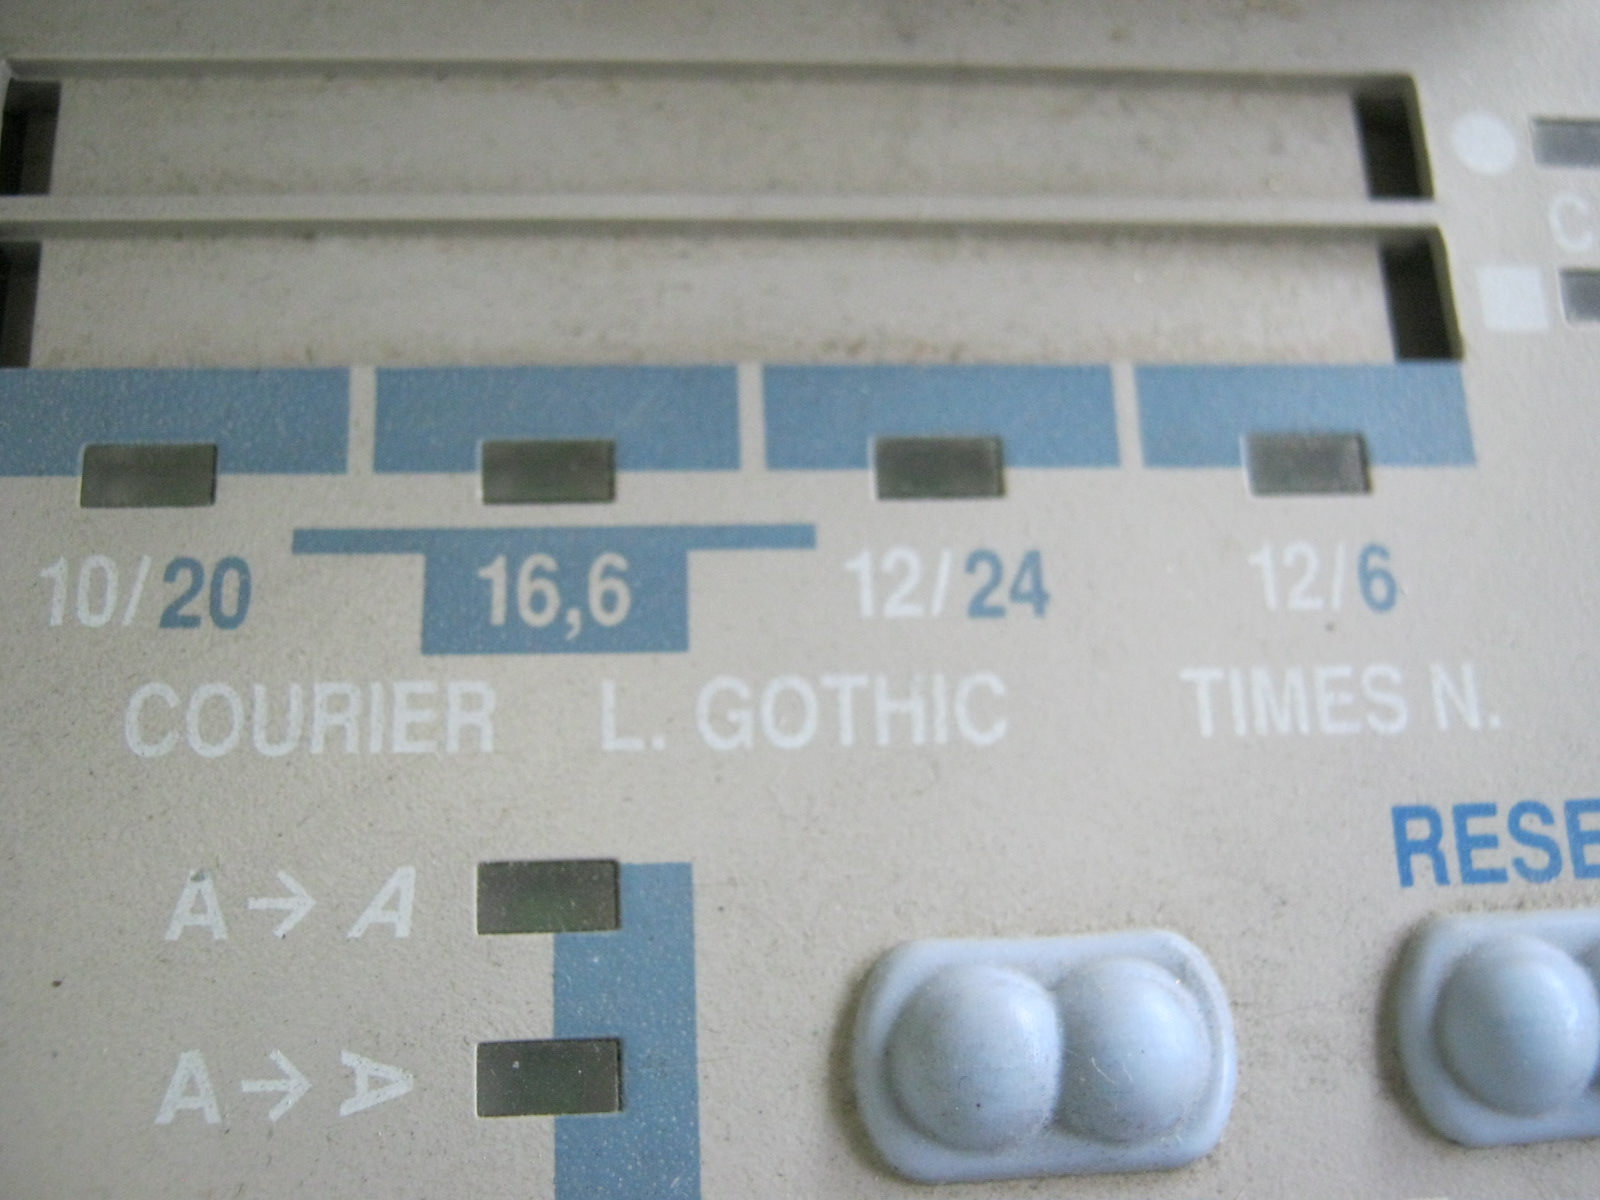 C
10/20 16,6 12/24 12/6
COURIER L. GOTHIC TIMES N.
RESE
A → A
A → A